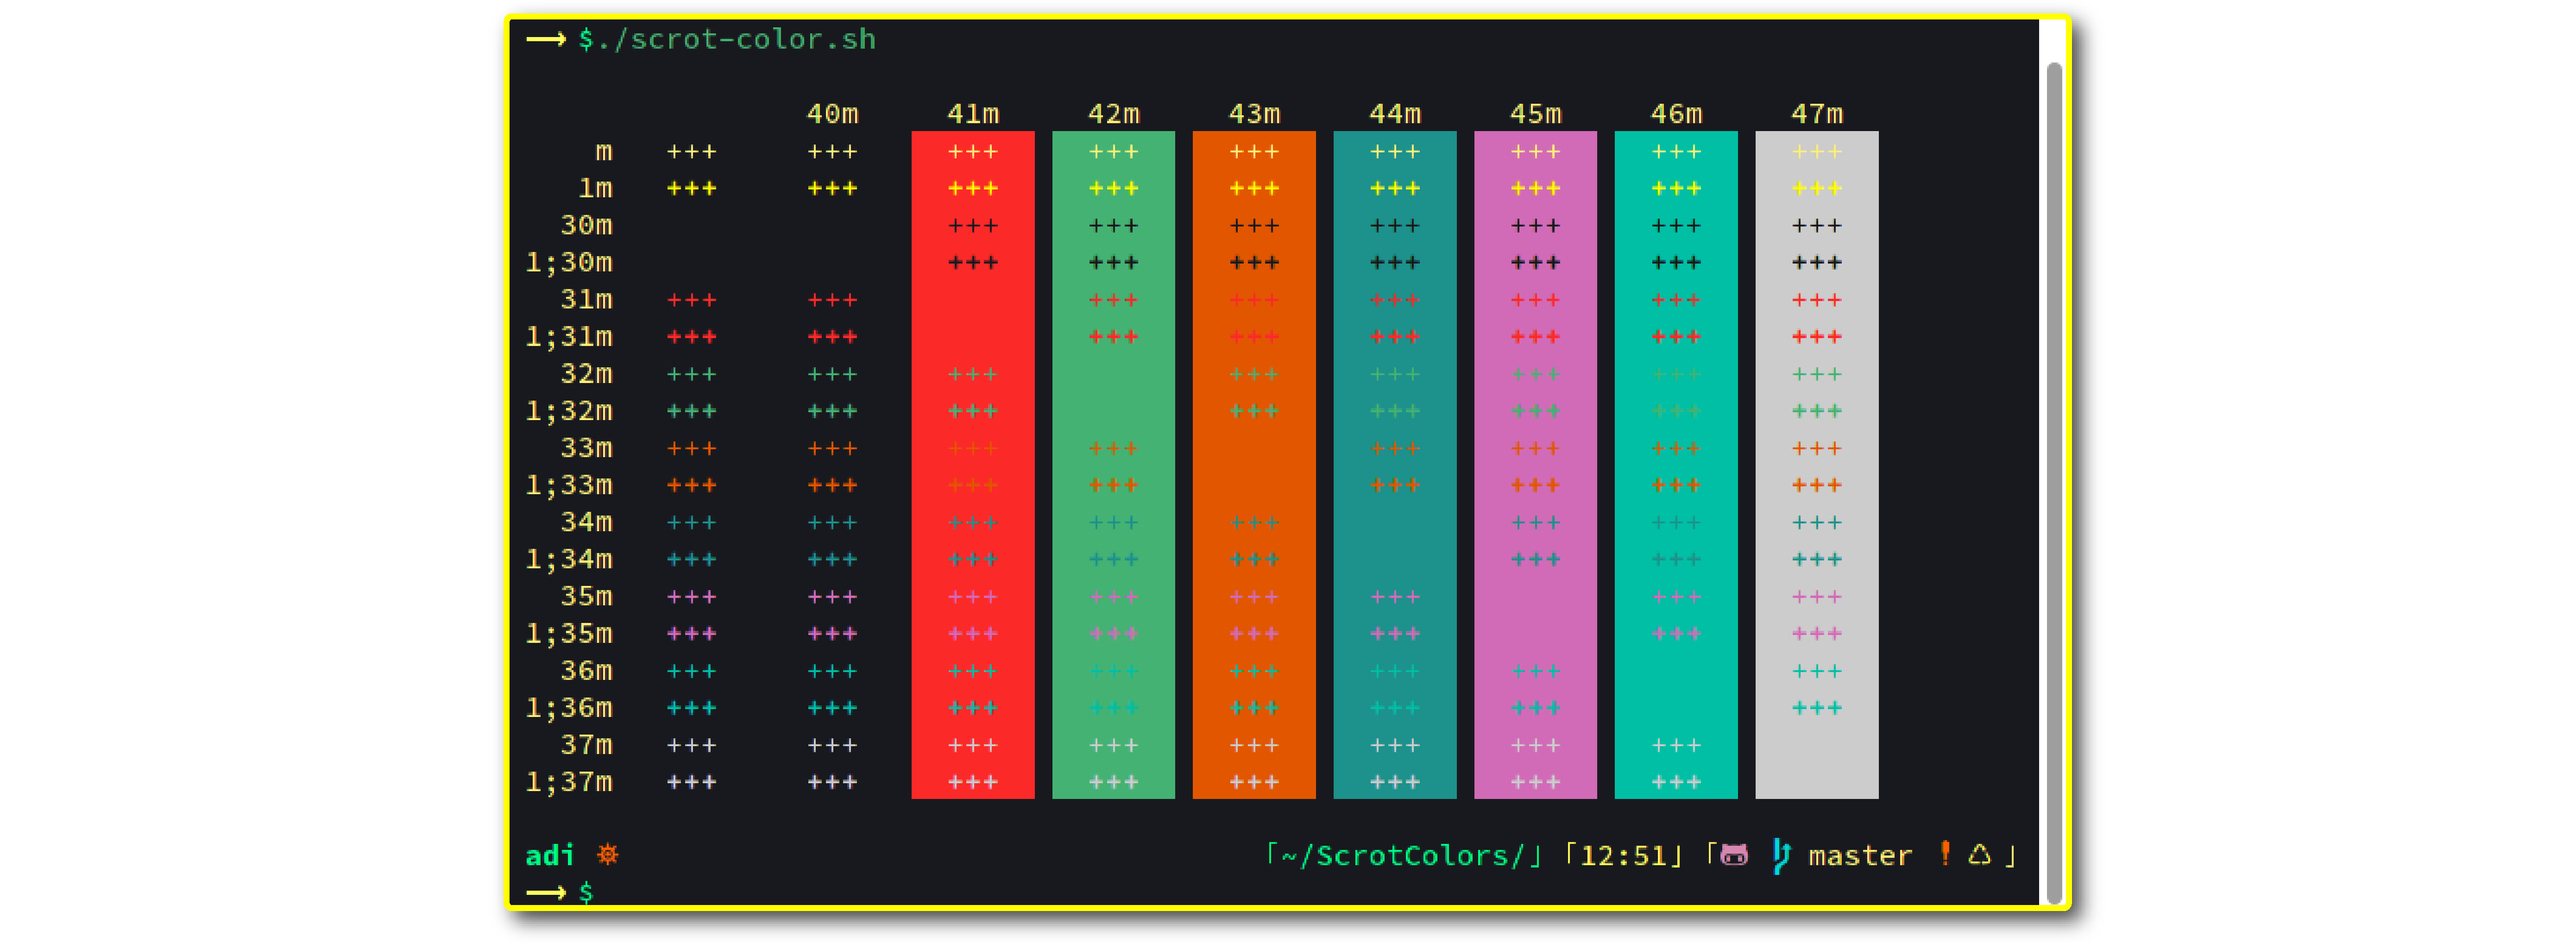 ⟶ $./scrot-color.sh
40m 41m 42m 43m 44m 45m 46m 47m
m +++ +++ +++ +++ +++ +++ +++ +++ +++
1m +++ +++ +++ +++ +++ +++ +++ +++ +++
30m +++ +++ +++ +++ +++ +++ +++
1;30m +++ +++ +++ +++ +++ +++ +++
31m +++ +++ +++ +++ +++ +++ +++ +++
1;31m +++ +++ +++ +++ +++ +++ +++ +++
32m +++ +++ +++ +++ +++ +++ +++ +++
1;32m +++ +++ +++ +++ +++ +++ +++ +++
33m +++ +++ +++ +++ +++ +++ +++ +++
1;33m +++ +++ +++ +++ +++ +++ +++ +++
34m +++ +++ +++ +++ +++ +++ +++ +++
1;34m +++ +++ +++ +++ +++ +++ +++ +++
35m +++ +++ +++ +++ +++ +++ +++ +++
1;35m +++ +++ +++ +++ +++ +++ +++ +++
36m +++ +++ +++ +++ +++ +++ +++ +++
1;36m +++ +++ +++ +++ +++ +++ +++ +++
37m +++ +++ +++ +++ +++ +++ +++ +++
1;37m +++ +++ +++ +++ +++ +++ +++ +++
adi ⎈ 「~/ScrotColors/」「12:51」「 master ! ♺ 」
⟶ $